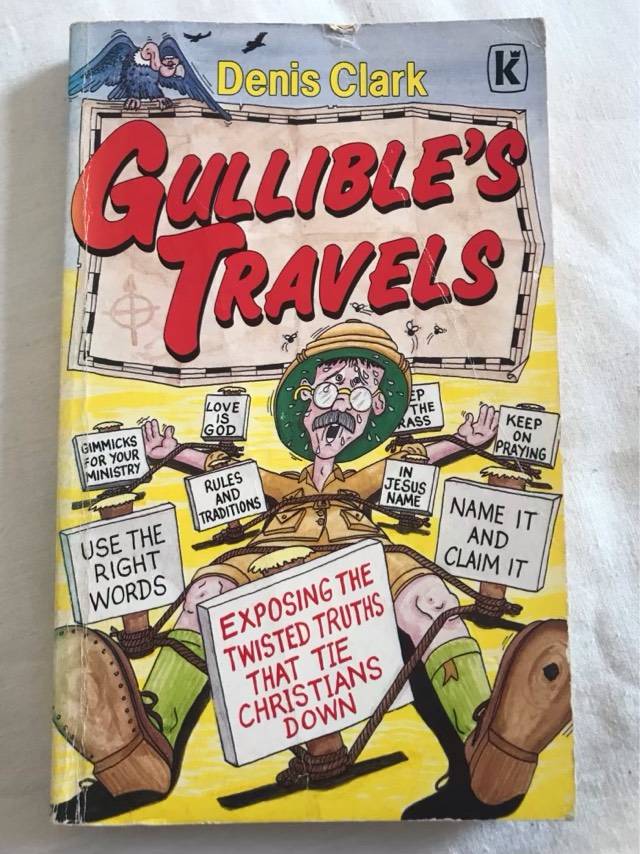 Denis Clark
K
GULLIBLE'S
TRAVELS
LOVE
IS
GOD
THE
KEEP
ON
PRAYING
GIMMICKS
FOR YOUR
MINISTRY
RULES
AND
TRADITIONS
IN
JESUS
NAME
USE THE
RIGHT
WORDS
NAME IT
AND
CLAIM IT
EXPOSING THE
TWISTED TRUTHS
THAT TIE
CHRISTIANS
DOWN